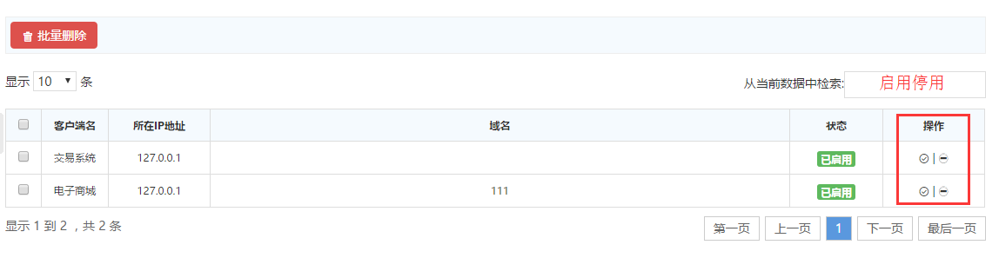 批量删除
显示 10 条
从当前数据中检索: 启用停用
客户端名 所在IP地址 域名 状态 操作
交易系统 127.0.0.1 已启用 |
电子商城 127.0.0.1 111 已启用 |
显示 1 到 2 ，共 2 条
第一页 上一页 1 下一页 最后一页